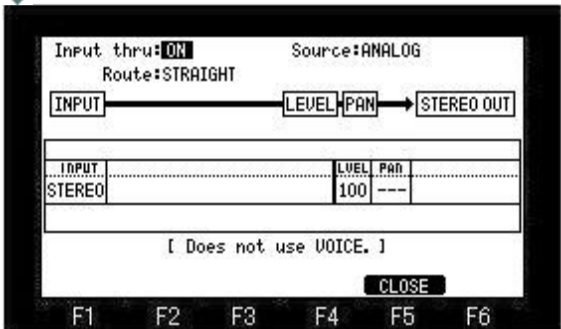 Input thru:ON Source:ANALOG
Route:STRAIGHT
INPUT LEVEL PAN STEREO OUT
INPUT LVEL PAN
STEREO 100 ---
[ Does not use VOICE. ]
CLOSE
F1 F2 F3 F4 F5 F6